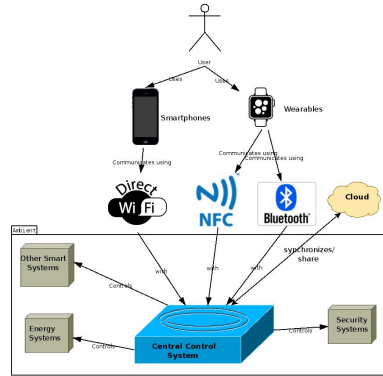 User
Uses
Uses
Smartphones
Wearables
Communicates using
Communicates using
Communicates using
Direct
Wi Fi
NFC
Bluetooth
Cloud
Ambient
synchronizes/
share
Other Smart
Systems
with
with
with
Controls
Energy
Systems
Controls
Central Control
System
Controls
Security
Systems